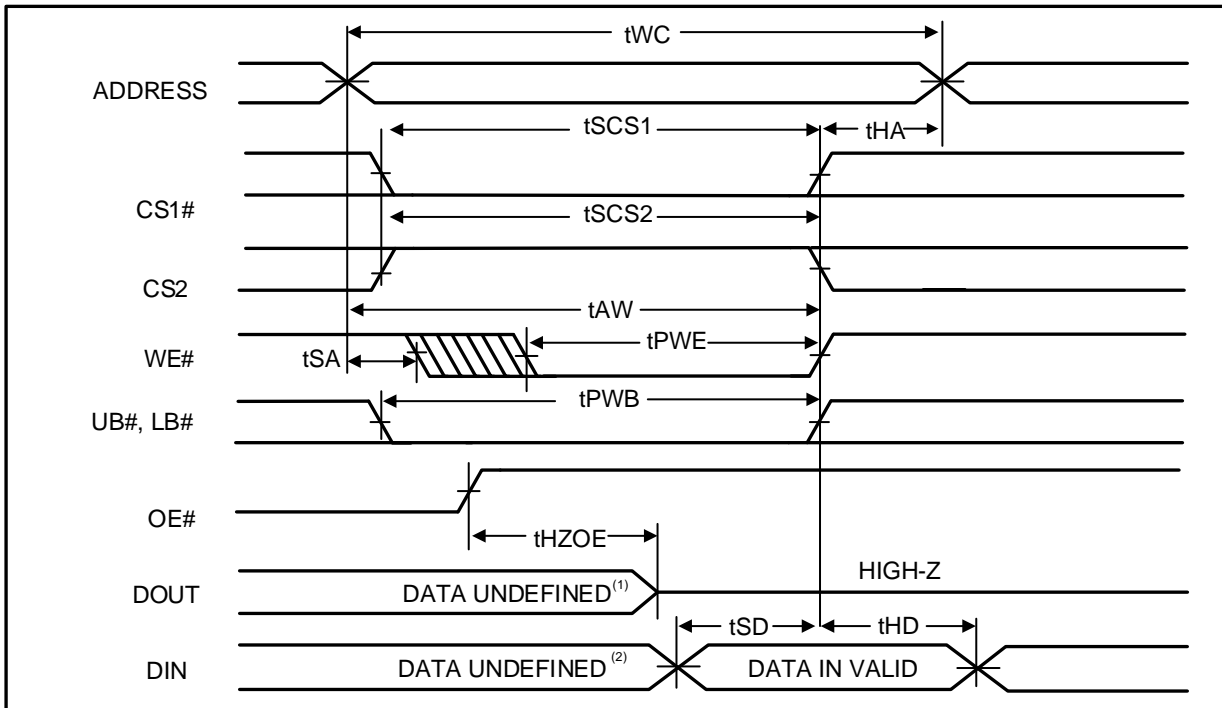 tWC
ADDRESS
tSCS1
tHA
CS1#
tSCS2
CS2
tAW
WE#
tSA
tPWE
UB#, LB#
tPWB
OE#
tHZOE
HIGH-Z
DOUT
DATA UNDEFINED(1)
tSD
tHD
DIN
DATA UNDEFINED (2)
DATA IN VALID